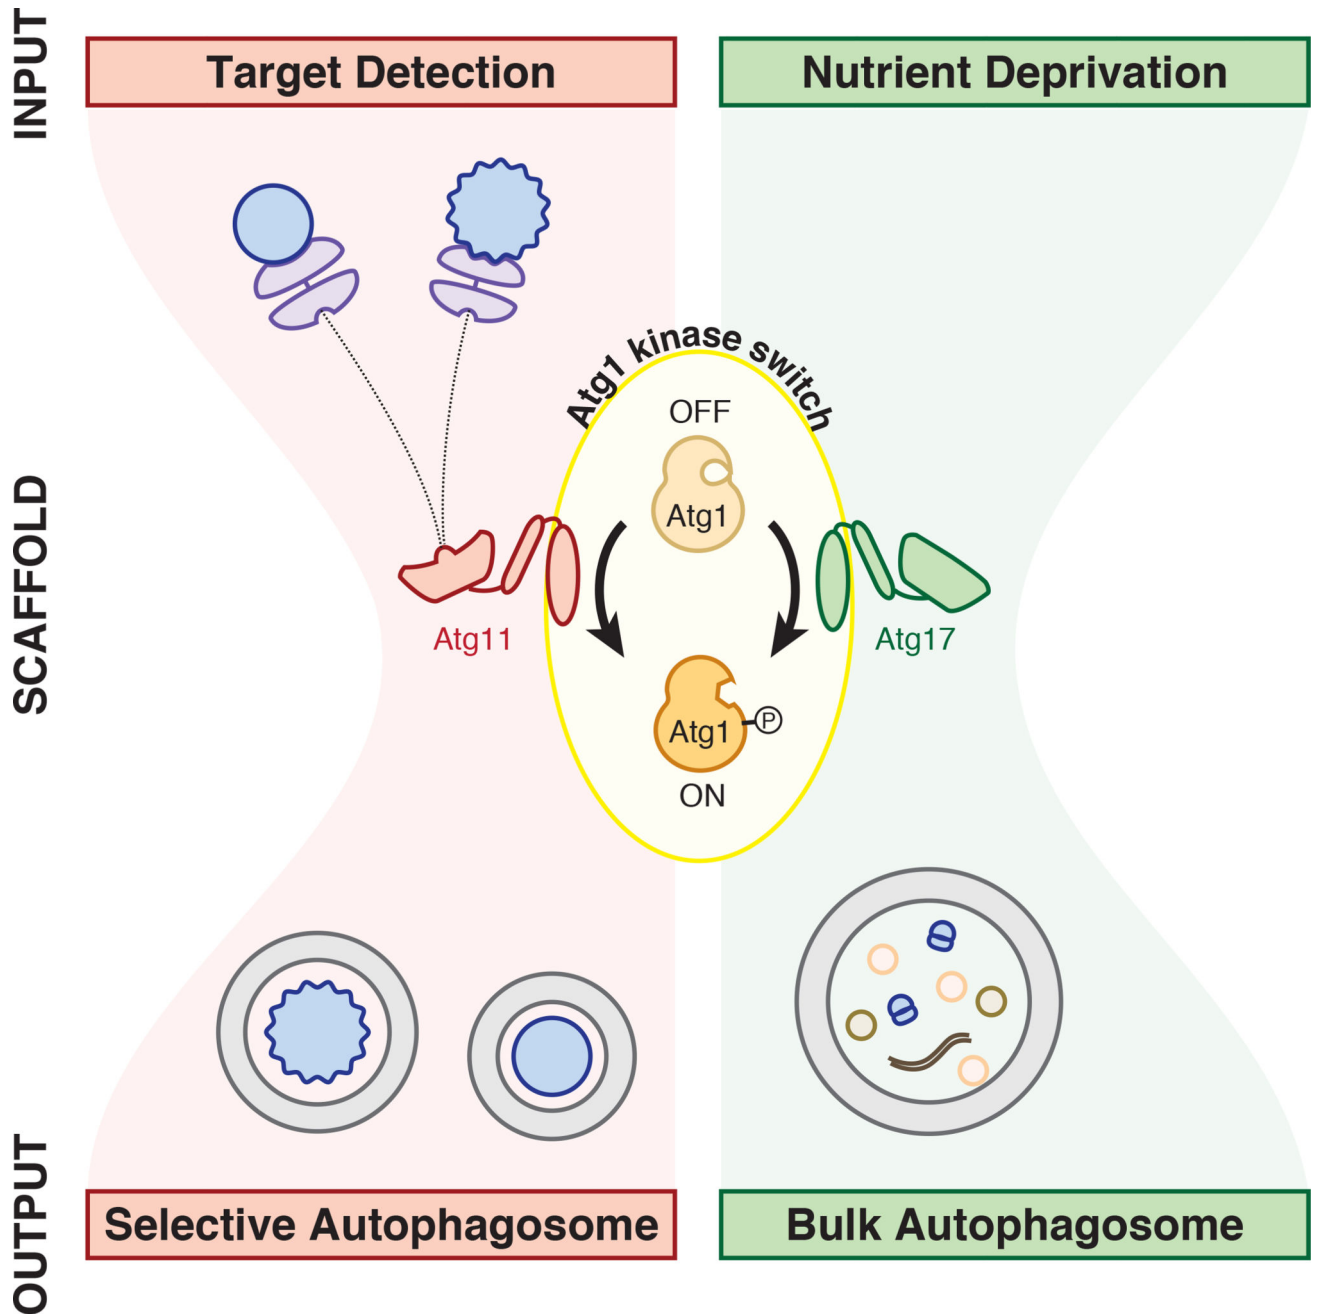 INPUT
Target Detection
Nutrient Deprivation
Atg1 kinase switch
OFF
Atg1
SCAFFOLD
Atg11
Atg17
Atg1
P
ON
OUTPUT
Selective Autophagosome
Bulk Autophagosome